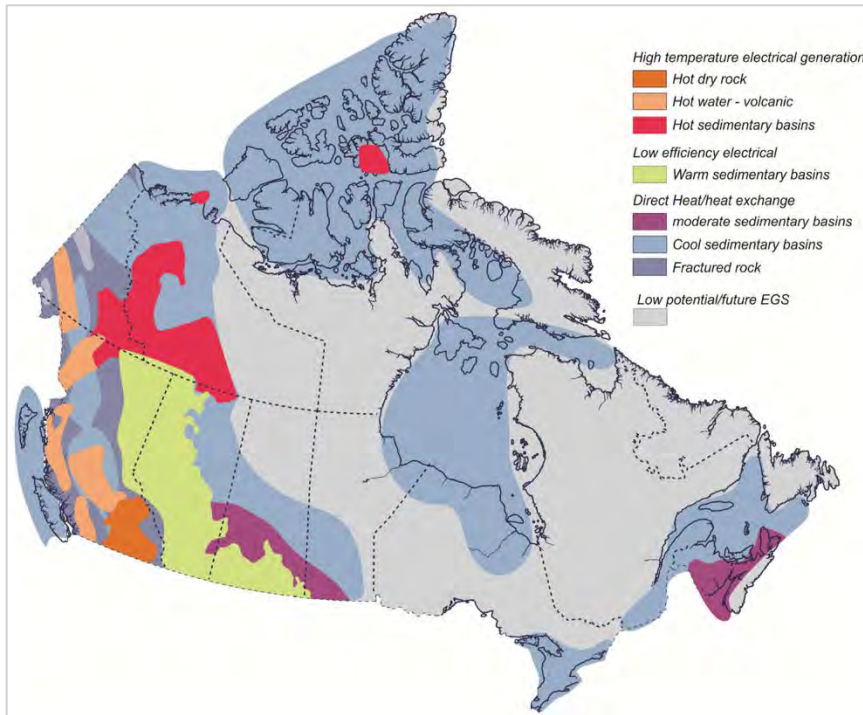 High temperature electrical generation
Hot dry rock
Hot water - volcanic
Hot sedimentary basins
Low efficiency electrical
Warm sedimentary basins
Direct Heat/heat exchange
moderate sedimentary basins
Cool sedimentary basins
Fractured rock
Low potential/future EGS